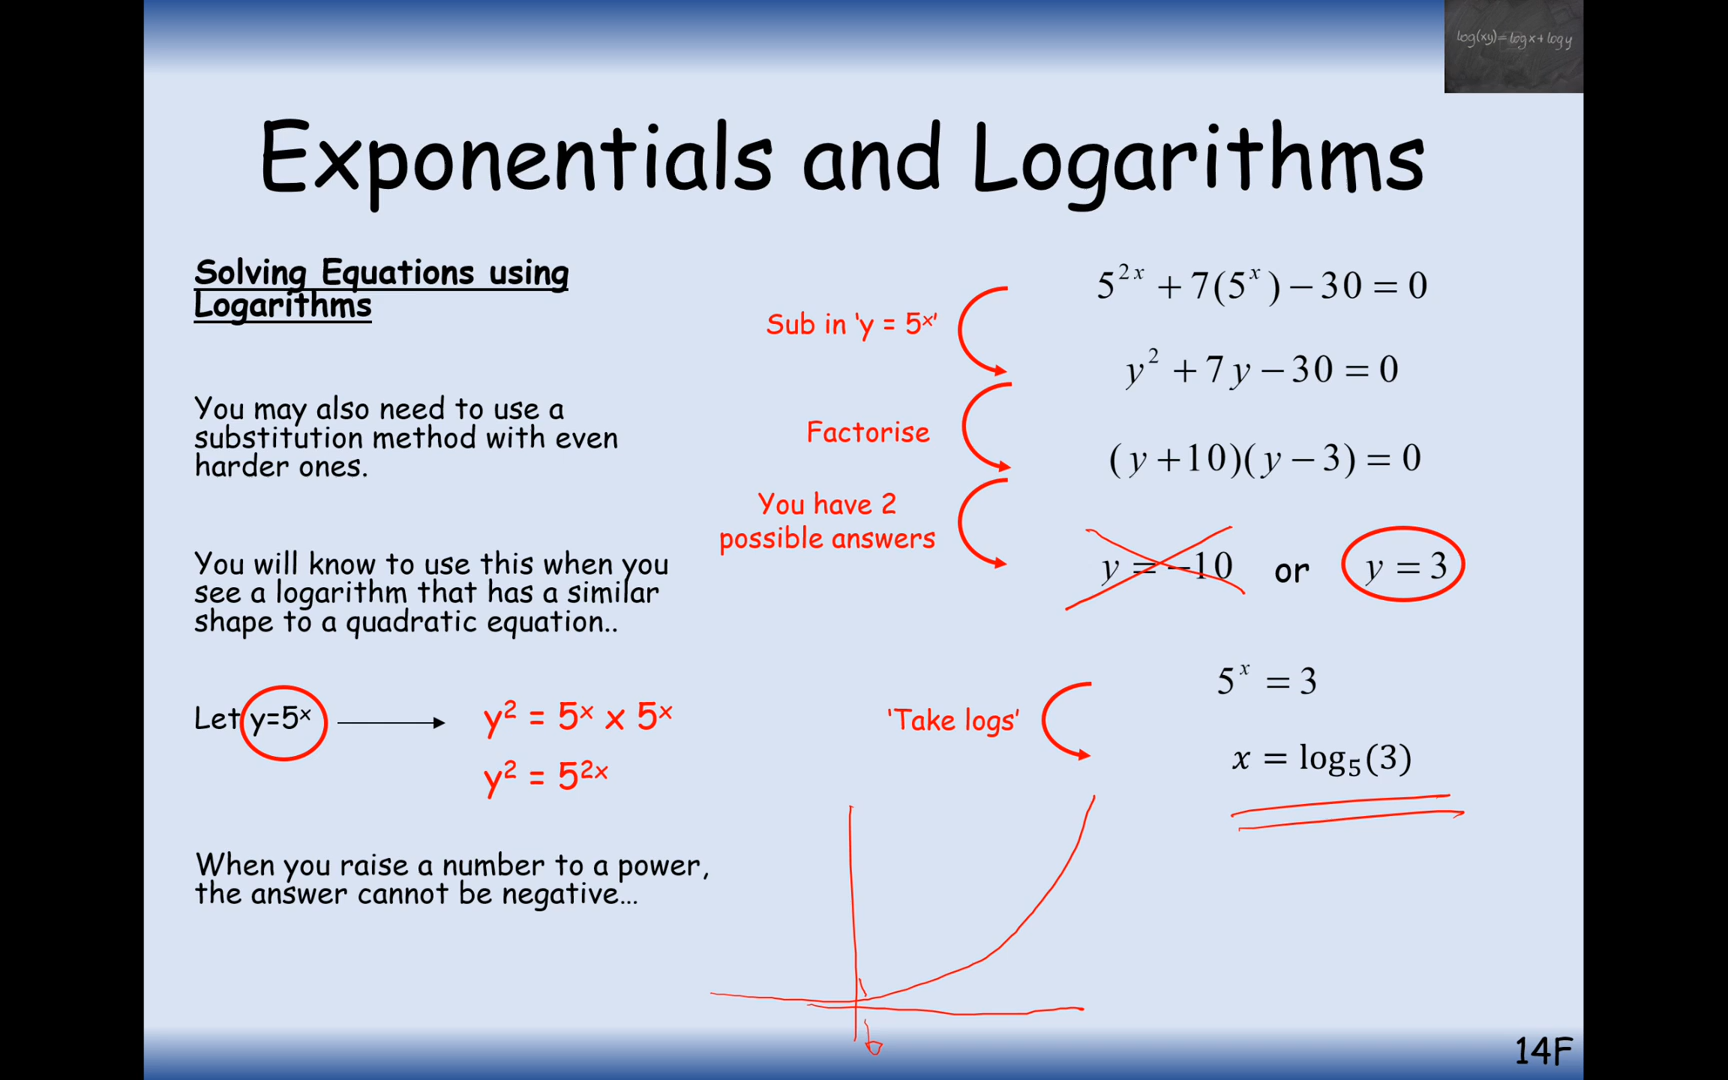 log(xy)=logx+logy
Exponentials and Logarithms
Solving Equations using
Logarithms
You may also need to use a
substitution method with even
harder ones.
You will know to use this when you
see a logarithm that has a similar
shape to a quadratic equation..
Let y=5ˣ
y² = 5ˣ x 5ˣ
y² = 5²ˣ
When you raise a number to a power,
the answer cannot be negative…
5²ˣ + 7(5ˣ) − 30 = 0
Sub in ‘y = 5ˣ’
y² + 7y − 30 = 0
Factorise
(y + 10)(y − 3) = 0
You have 2
possible answers
y = −10 or y = 3
5ˣ = 3
‘Take logs’
x = log₅(3)
14F